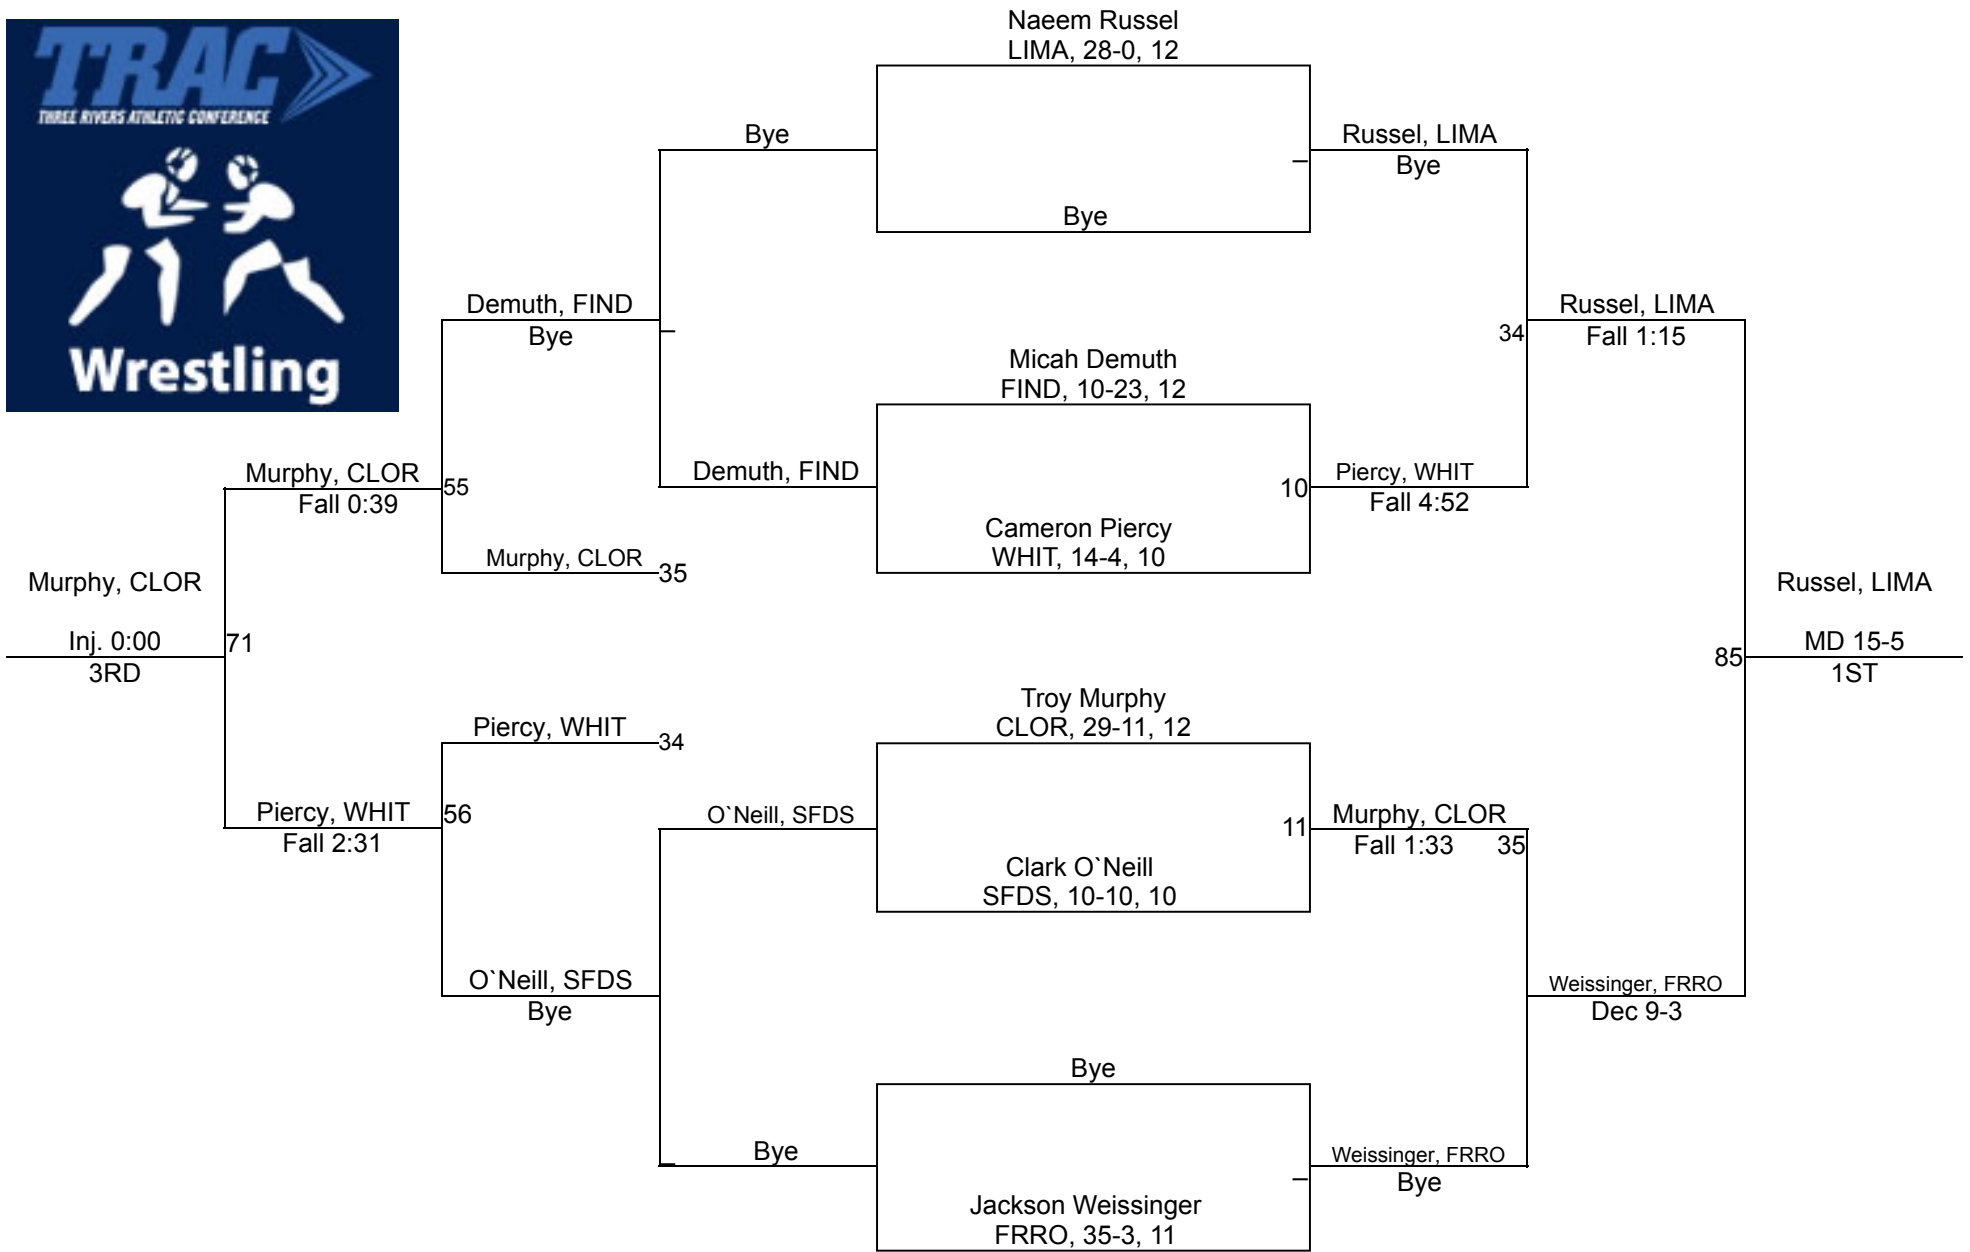 TRAC
THREE RIVERS ATHLETIC CONFERENCE
Wrestling
Naeem Russel
LIMA, 28-0, 12
Bye
Russel, LIMA
Bye
Bye
Demuth, FIND
Bye
Russel, LIMA
34
Fall 1:15
Micah Demuth
FIND, 10-23, 12
Murphy, CLOR
55
Fall 0:39
Demuth, FIND
10
Piercy, WHIT
Fall 4:52
Cameron Piercy
WHIT, 14-4, 10
Murphy, CLOR
35
Murphy, CLOR
Inj. 0:00
71
3RD
Russel, LIMA
85
MD 15-5
1ST
Troy Murphy
CLOR, 29-11, 12
Piercy, WHIT
34
Piercy, WHIT
56
Fall 2:31
O`Neill, SFDS
11
Murphy, CLOR
Fall 1:33
35
Clark O`Neill
SFDS, 10-10, 10
O`Neill, SFDS
Bye
Weissinger, FRRO
Dec 9-3
Bye
Bye
Weissinger, FRRO
Bye
Jackson Weissinger
FRRO, 35-3, 11